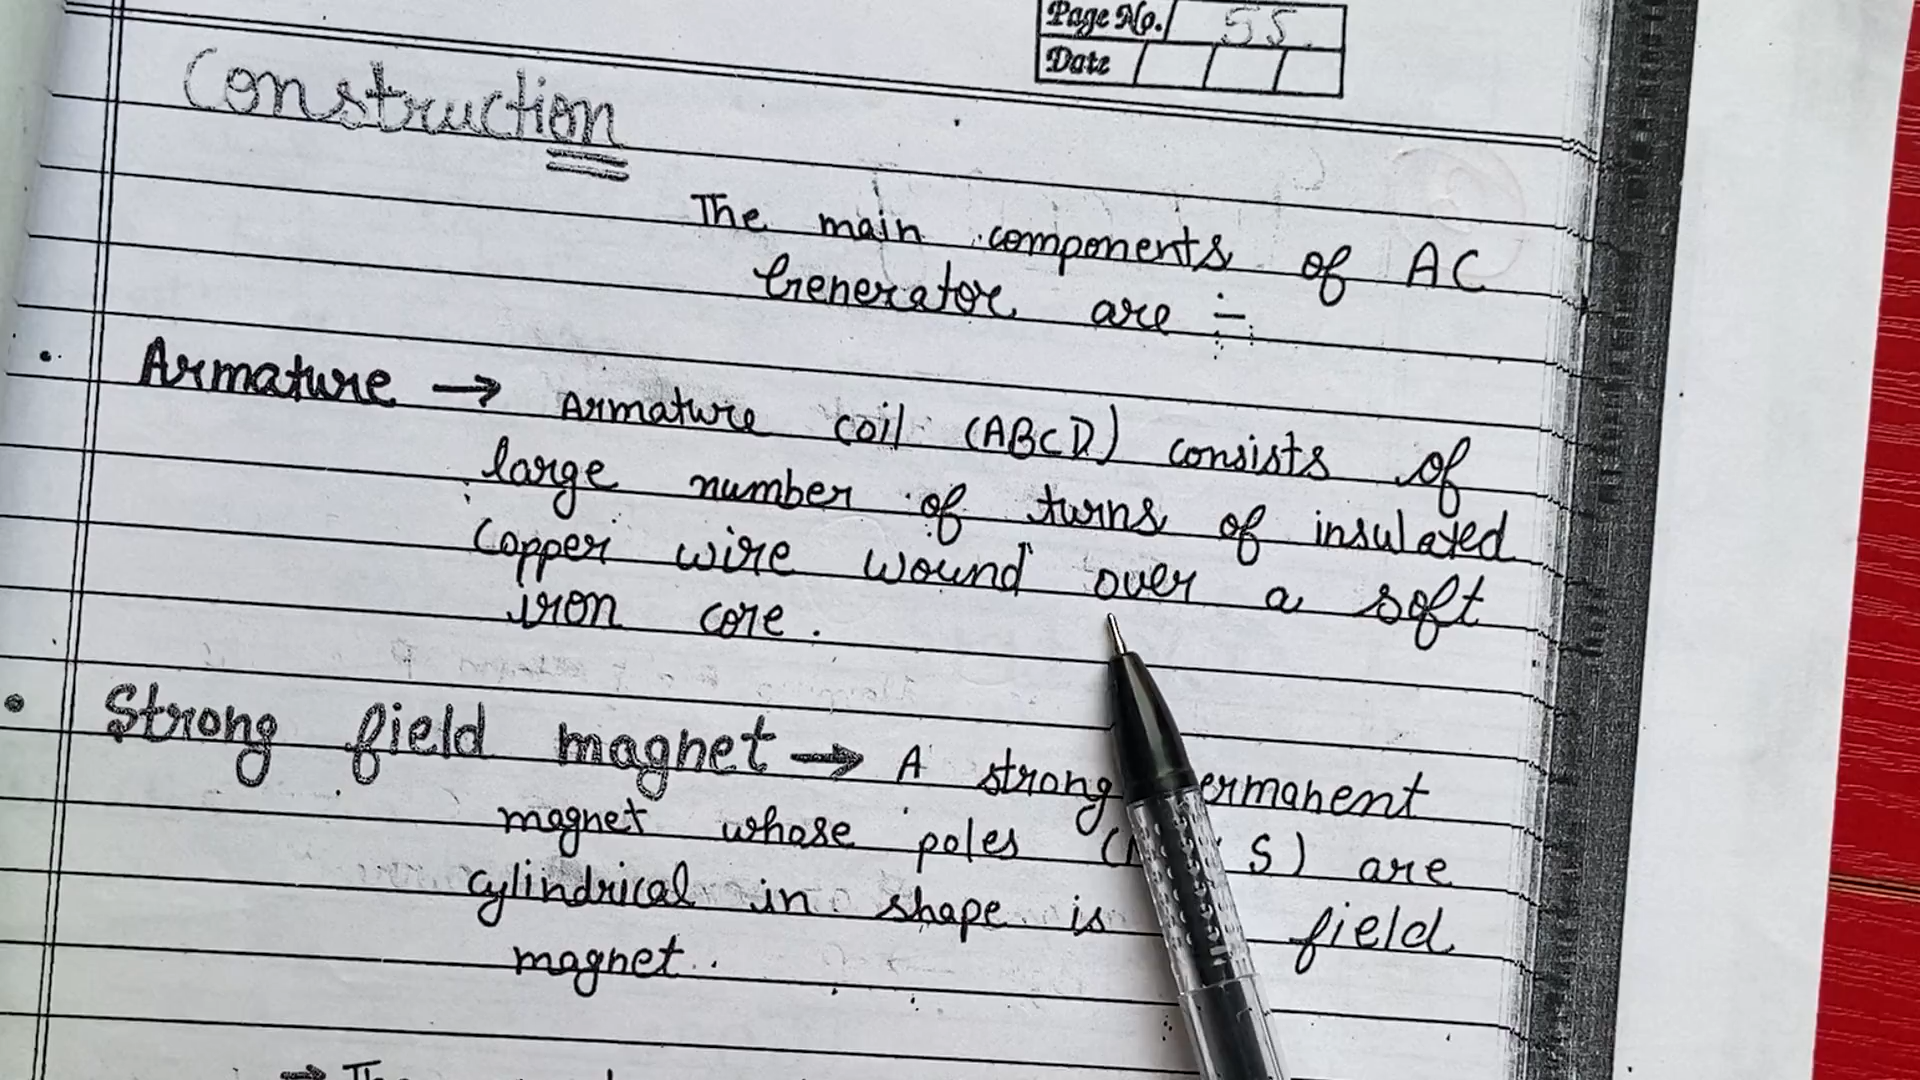 Page No. 55
Date
Construction
The main components of AC
Generator are :-
• Armature → Armature coil (ABCD) consists of
large number of turns of insulated
copper wire wound over a soft
iron core.
• Strong field magnet → A strong ermanent
magnet whose poles ( S) are
cylindrical in shape is field
magnet.
→